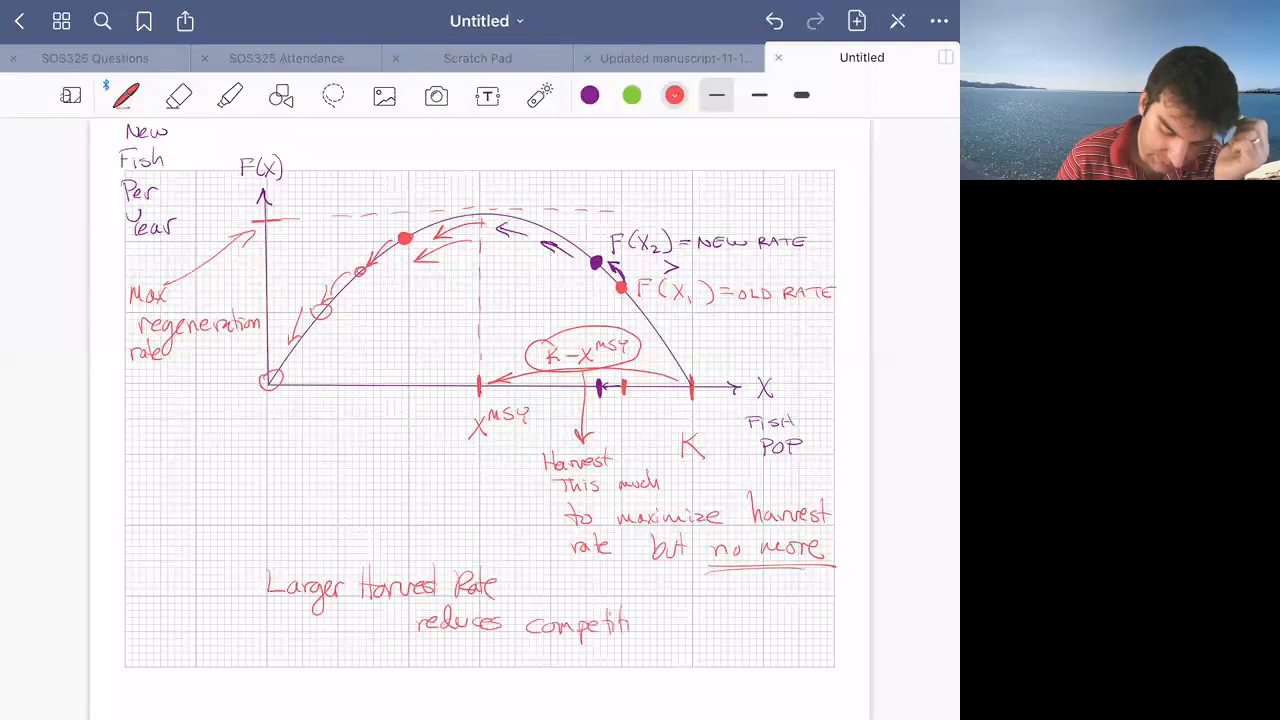 Untitled
SOS325 Questions
SOS325 Attendance
Scratch Pad
Updated manuscript-11-1...
Untitled
New
Fish
Per
Year
F(X)
F(X₂) = NEW RATE
>
F(X₁) = OLD RATE
Max
regeneration
rate
K - X^MSY
X^MSY
K
X
FISH
POP
Harvest
This much
to maximize harvest
rate but no more
Larger Harvest Rate
reduces competiti